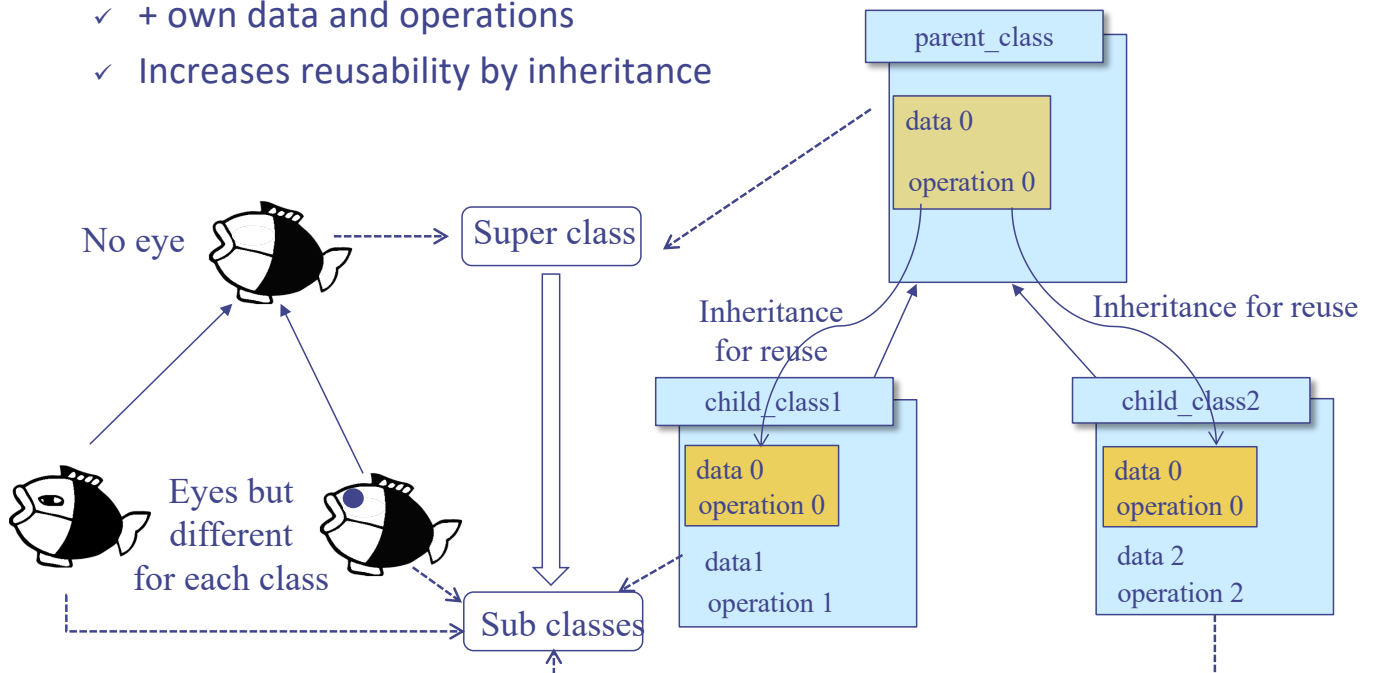 ✓ + own data and operations
✓ Increases reusability by inheritance
parent_class
data 0
operation 0
No eye
Super class
Inheritance
for reuse
Inheritance for reuse
child_class1
data 0
operation 0
data1
operation 1
child_class2
data 0
operation 0
data 2
operation 2
Eyes but
different
for each class
Sub classes